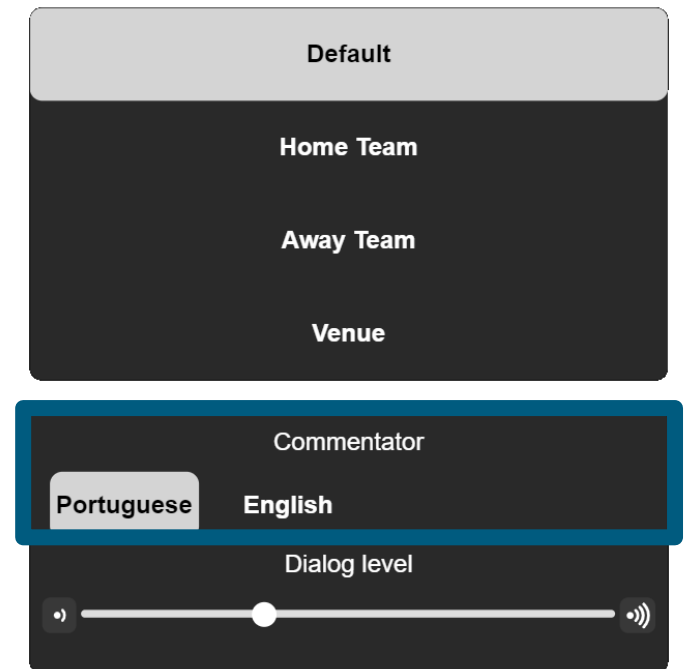 Default
Home Team
Away Team
Venue
Commentator
Portuguese English
Dialog level